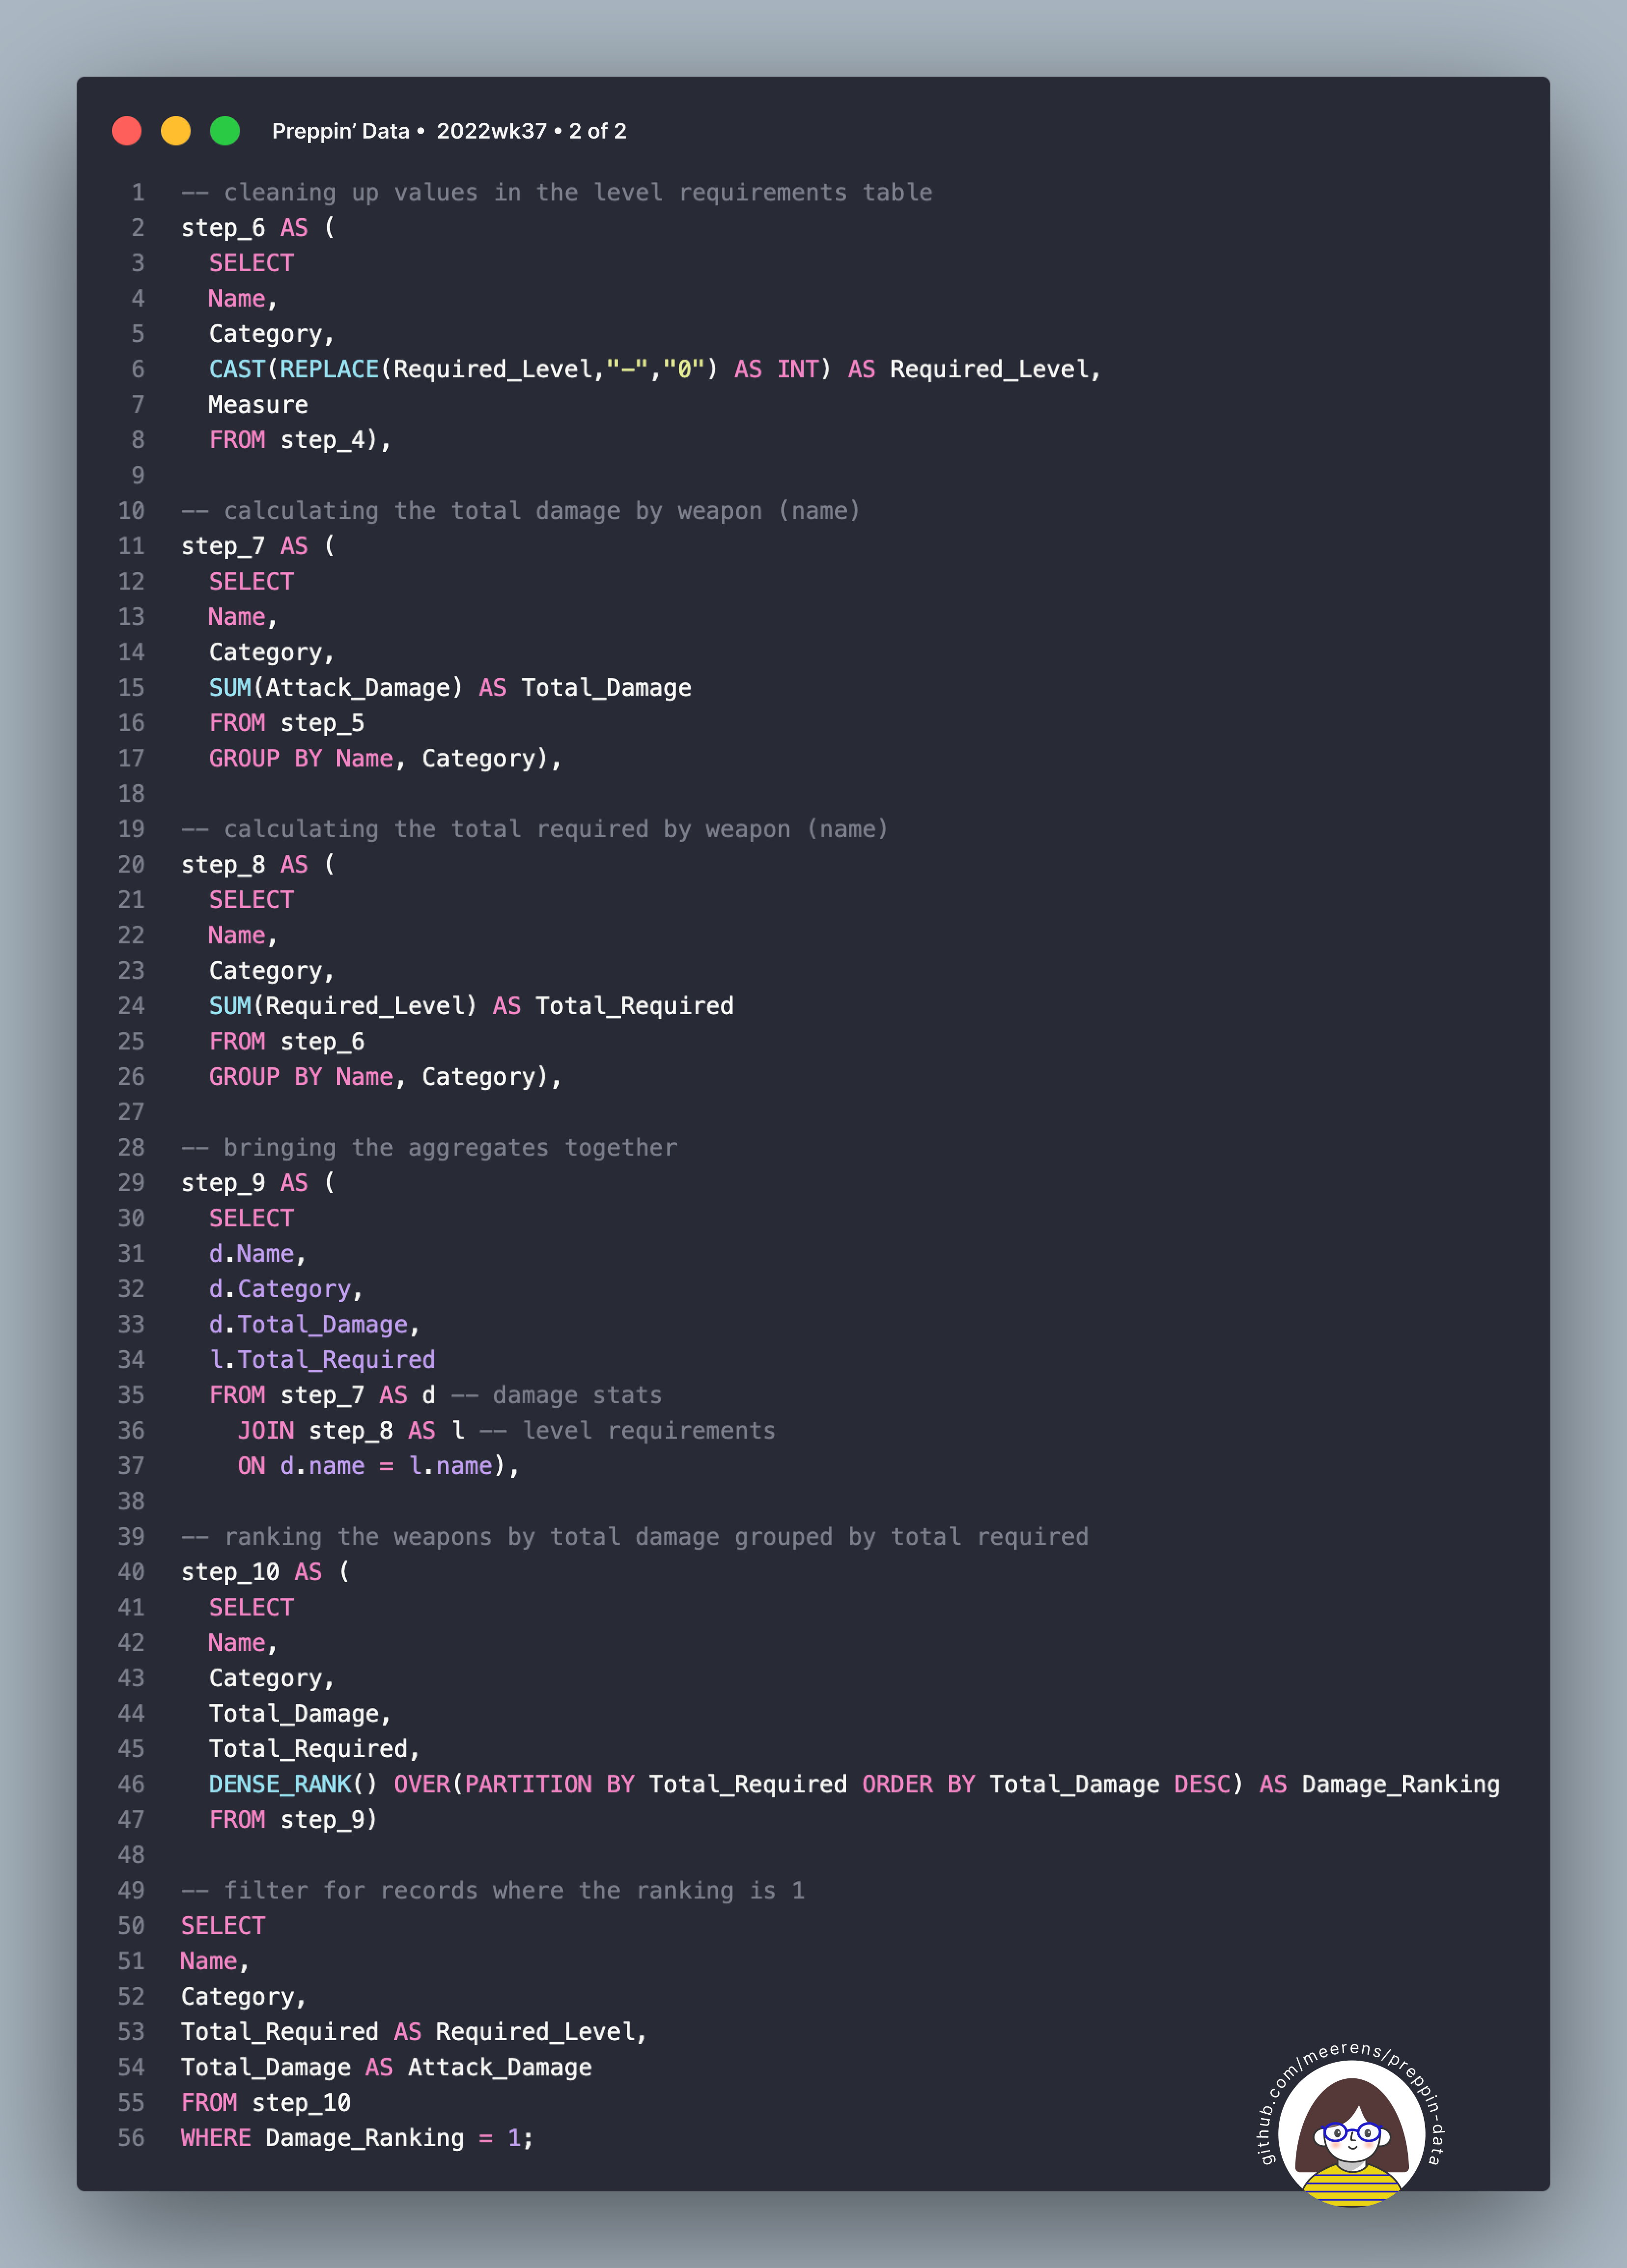 Preppin’ Data • 2022wk37 • 2 of 2
1 -- cleaning up values in the level requirements table
2 step_6 AS (
3   SELECT
4   Name,
5   Category,
6   CAST(REPLACE(Required_Level,"-","0") AS INT) AS Required_Level,
7   Measure
8   FROM step_4),
9
10 -- calculating the total damage by weapon (name)
11 step_7 AS (
12   SELECT
13   Name,
14   Category,
15   SUM(Attack_Damage) AS Total_Damage
16   FROM step_5
17   GROUP BY Name, Category),
18
19 -- calculating the total required by weapon (name)
20 step_8 AS (
21   SELECT
22   Name,
23   Category,
24   SUM(Required_Level) AS Total_Required
25   FROM step_6
26   GROUP BY Name, Category),
27
28 -- bringing the aggregates together
29 step_9 AS (
30   SELECT
31   d.Name,
32   d.Category,
33   d.Total_Damage,
34   l.Total_Required
35   FROM step_7 AS d -- damage stats
36     JOIN step_8 AS l -- level requirements
37     ON d.name = l.name),
38
39 -- ranking the weapons by total damage grouped by total required
40 step_10 AS (
41   SELECT
42   Name,
43   Category,
44   Total_Damage,
45   Total_Required,
46   DENSE_RANK() OVER(PARTITION BY Total_Required ORDER BY Total_Damage DESC) AS Damage_Ranking
47   FROM step_9)
48
49 -- filter for records where the ranking is 1
50 SELECT
51 Name,
52 Category,
53 Total_Required AS Required_Level,
54 Total_Damage AS Attack_Damage
55 FROM step_10
56 WHERE Damage_Ranking = 1;
github.com/meerens/preppin-data